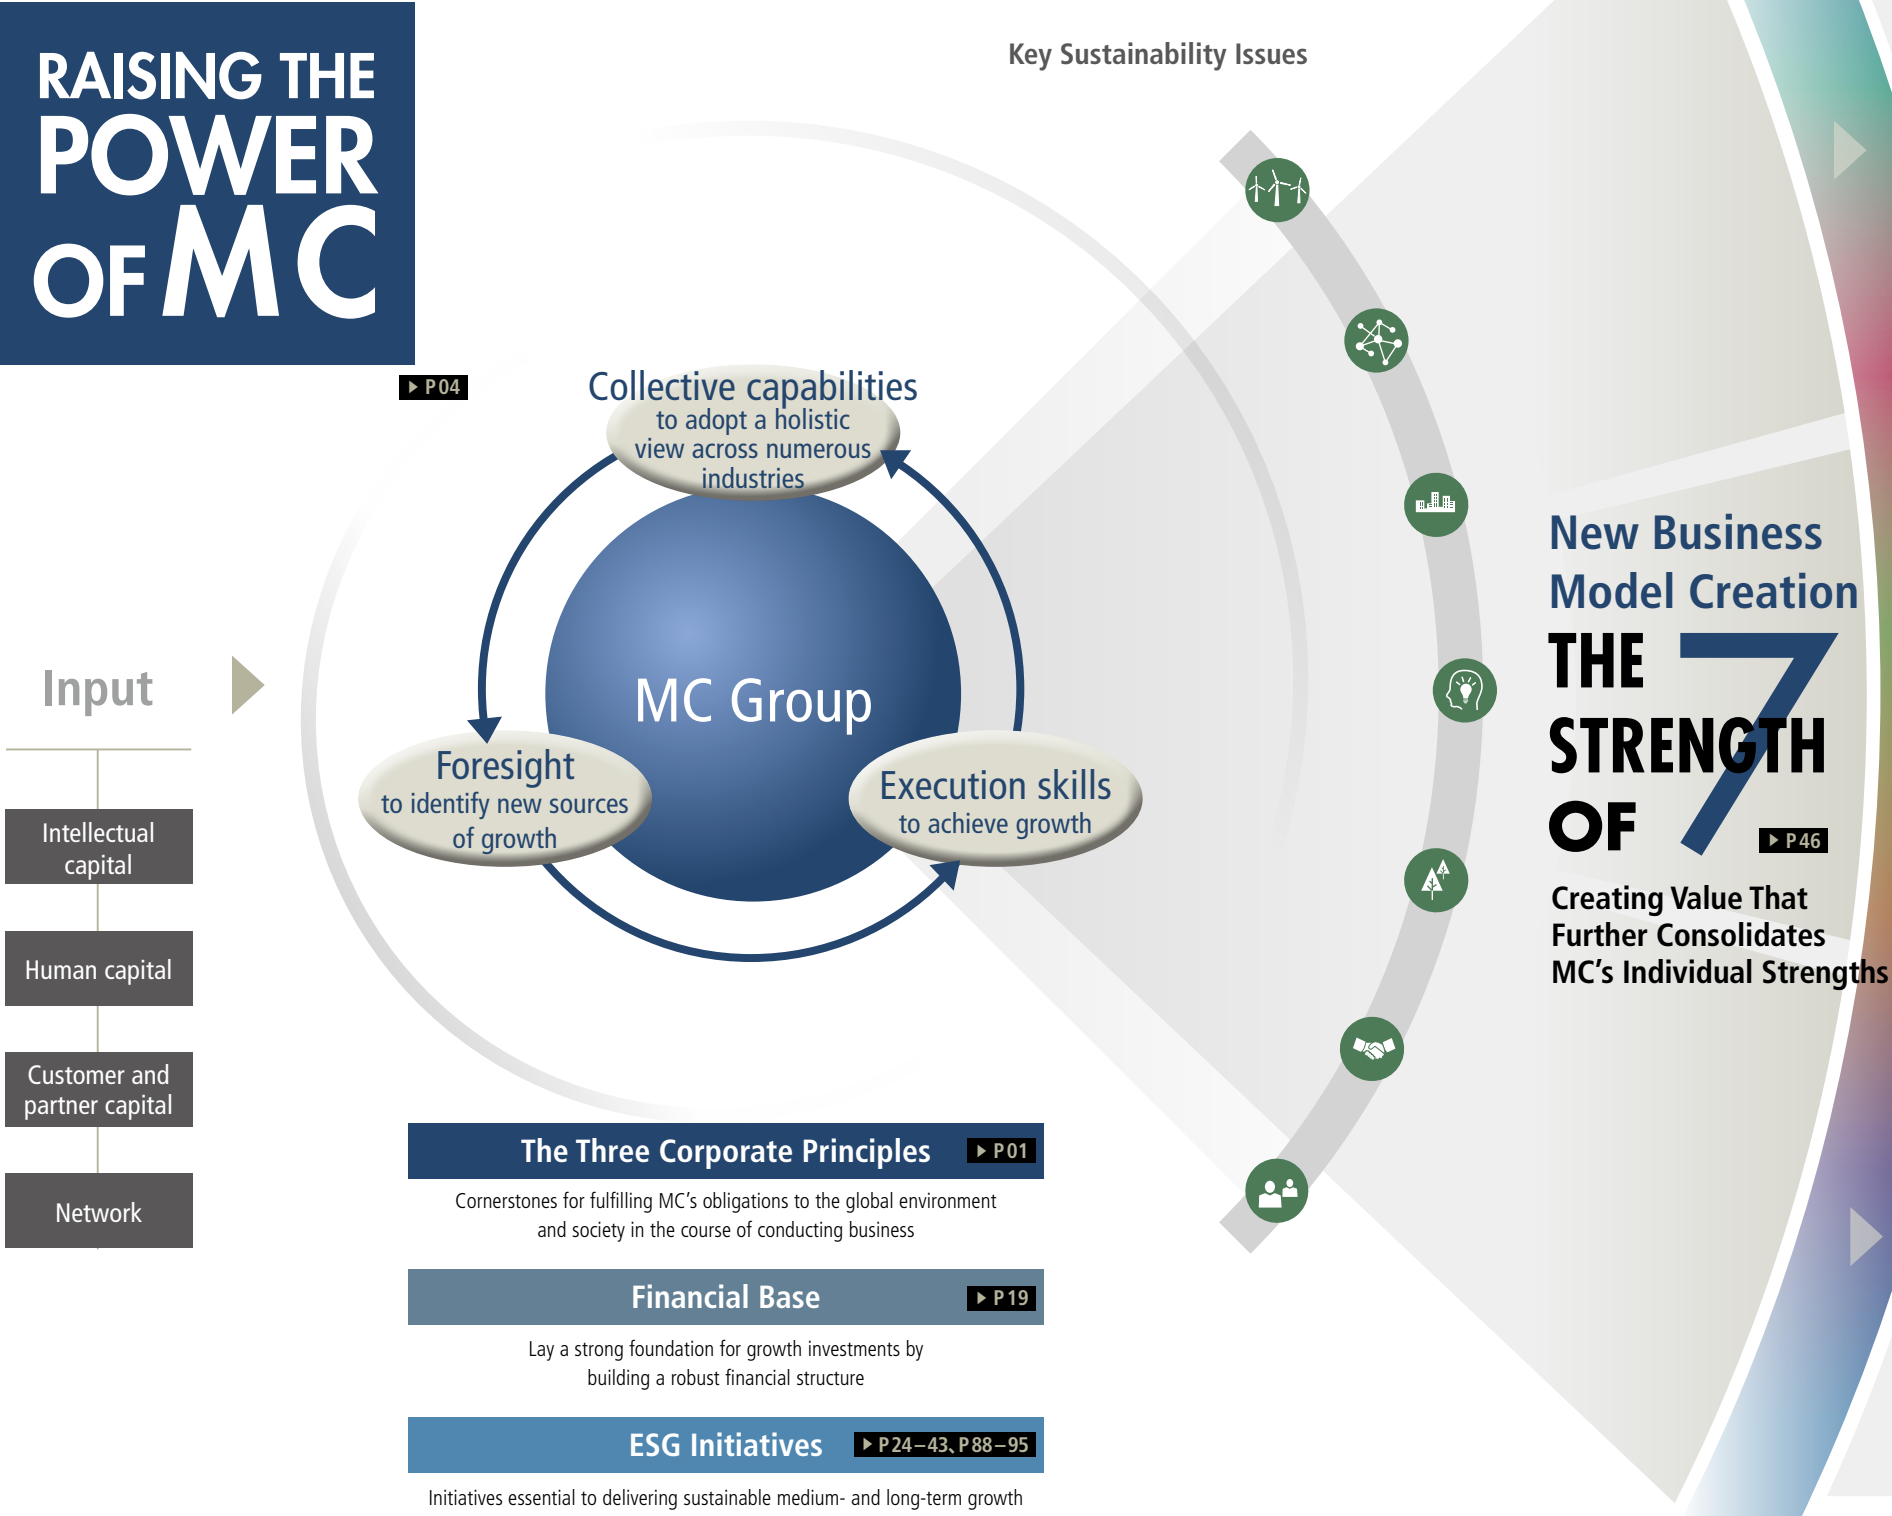 RAISING THE
POWER
OF MC
Key Sustainability Issues
P04
Collective capabilities
to adopt a holistic
view across numerous
industries
MC Group
Foresight
to identify new sources
of growth
Execution skills
to achieve growth
Input
Intellectual
capital
Human capital
Customer and
partner capital
Network
New Business
Model Creation
THE
STRENGTH
OF 7
P46
Creating Value That
Further Consolidates
MC’s Individual Strengths
The Three Corporate Principles P01
Cornerstones for fulfilling MC’s obligations to the global environment
and society in the course of conducting business
Financial Base P19
Lay a strong foundation for growth investments by
building a robust financial structure
ESG Initiatives P24–43、P88–95
Initiatives essential to delivering sustainable medium- and long-term growth